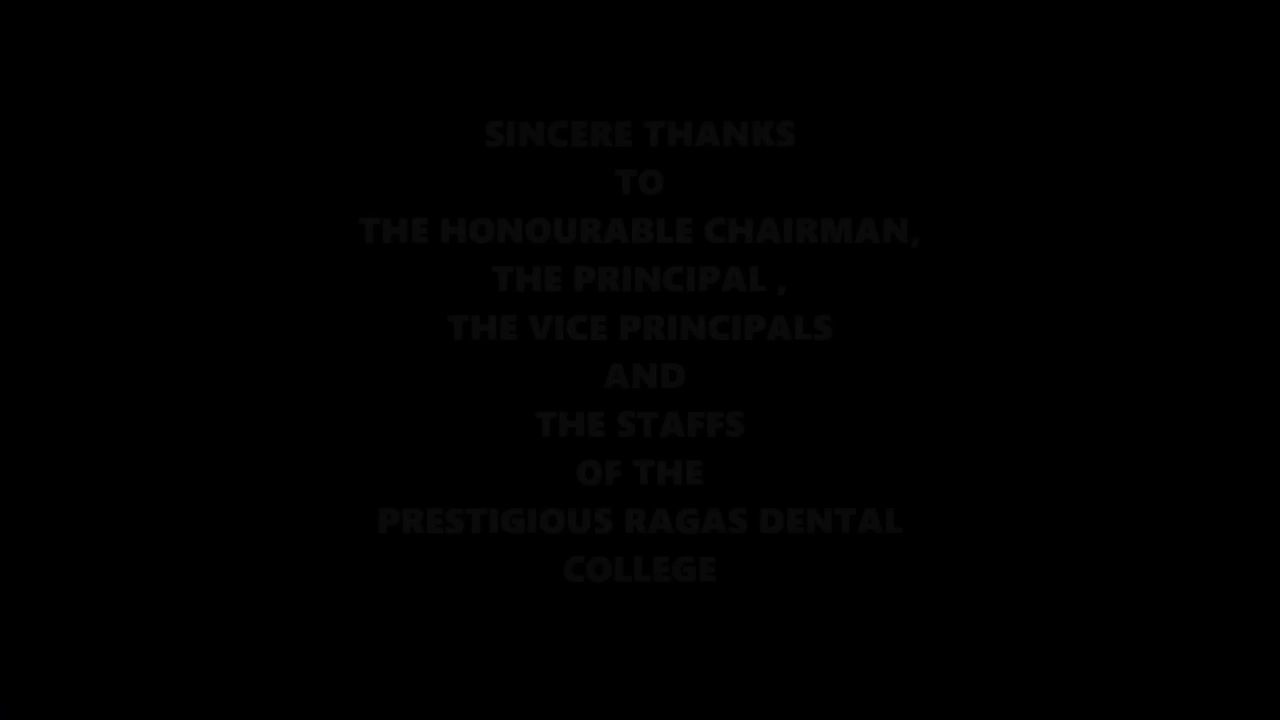 SINCERE THANKS
TO
THE HONOURABLE CHAIRMAN,
THE PRINCIPAL ,
THE VICE PRINCIPALS
AND
THE STAFFS
OF THE
PRESTIGIOUS RAGAS DENTAL
COLLEGE